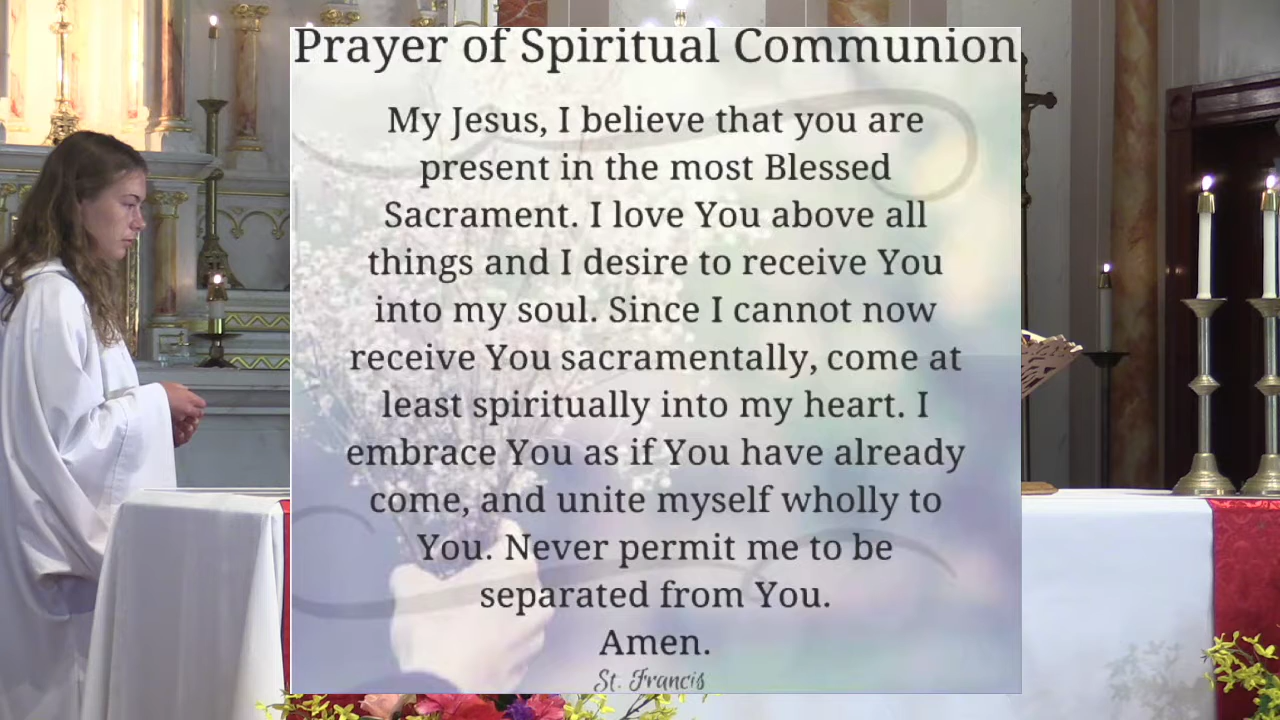 Prayer of Spiritual Communion
My Jesus, I believe that you are
present in the most Blessed
Sacrament. I love You above all
things and I desire to receive You
into my soul. Since I cannot now
receive You sacramentally, come at
least spiritually into my heart. I
embrace You as if You have already
come, and unite myself wholly to
You. Never permit me to be
separated from You.
Amen.
St. Francis